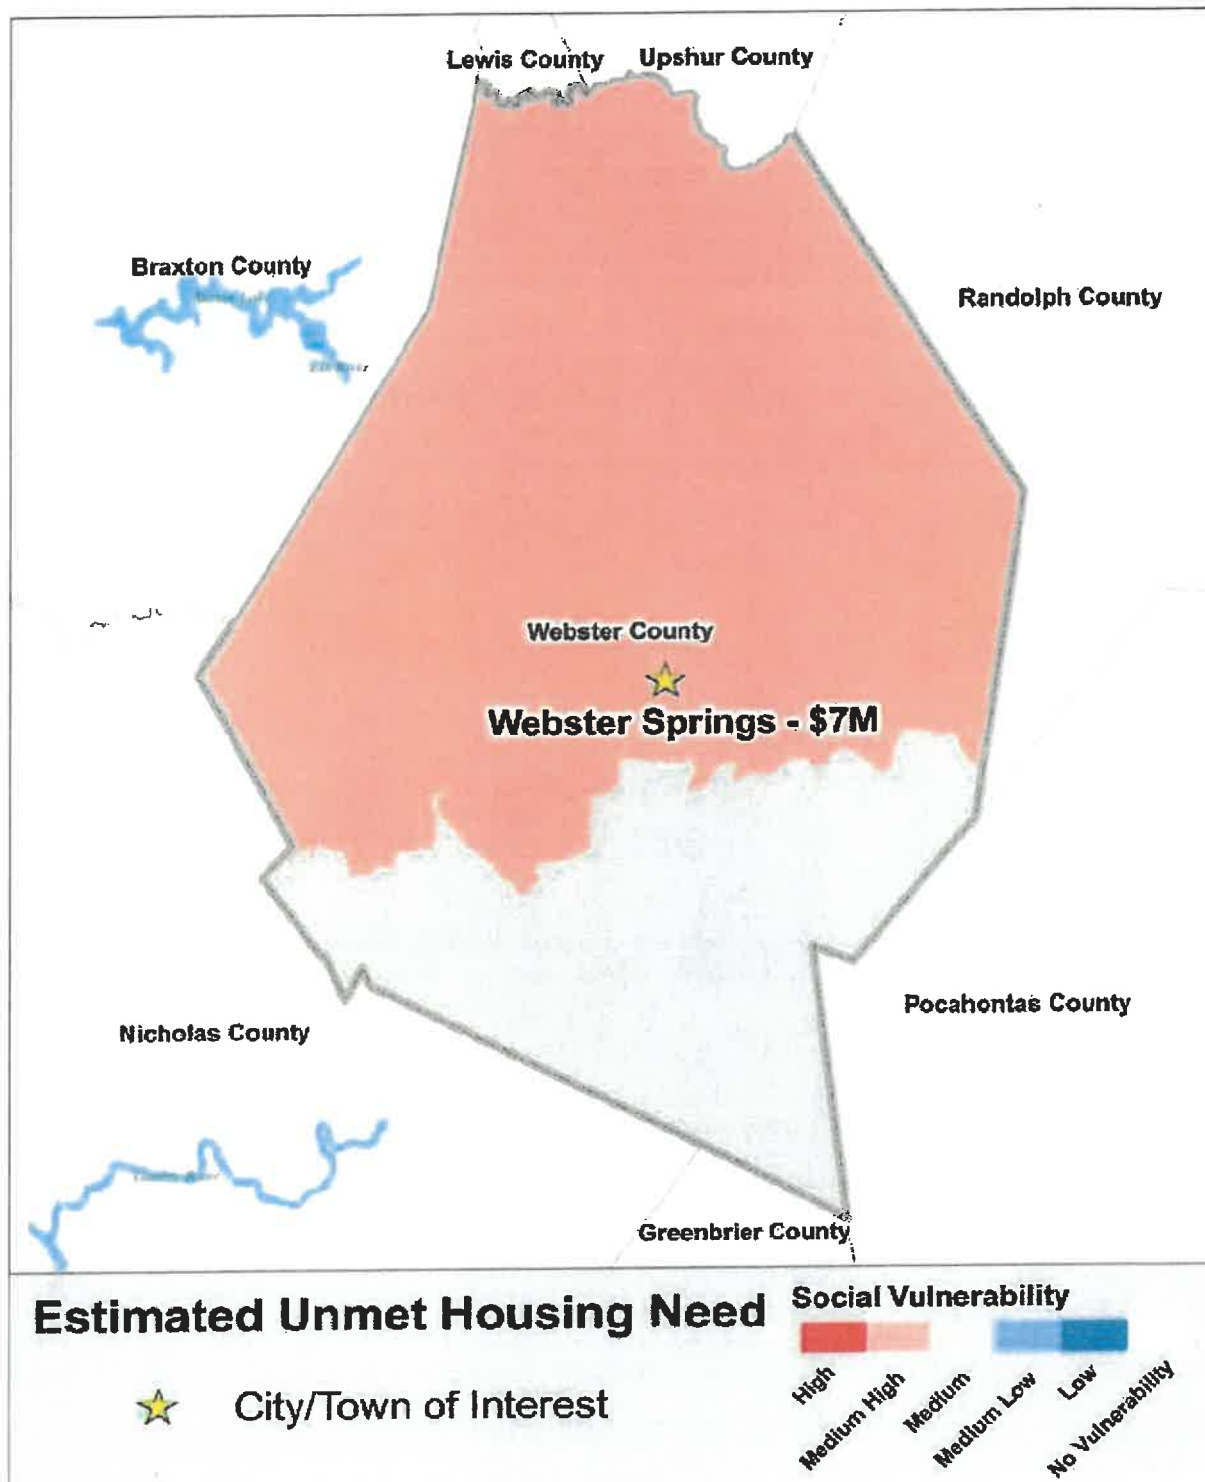 Lewis County
Upshur County
Braxton County
Randolph County
Webster County
Webster Springs - $7M
Pocahontas County
Nicholas County
Greenbrier County
Estimated Unmet Housing Need
City/Town of Interest
Social Vulnerability
High
Medium High
Medium
Medium Low
Low
No Vulnerability